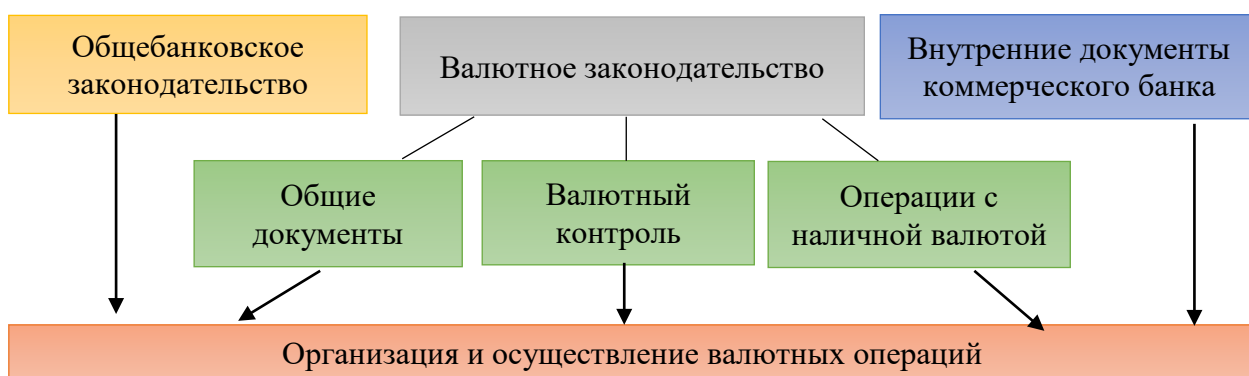 Общебанковское
законодательство
Валютное законодательство
Внутренние документы
коммерческого банка
Общие
документы
Валютный
контроль
Операции с
наличной валютой
Организация и осуществление валютных операций